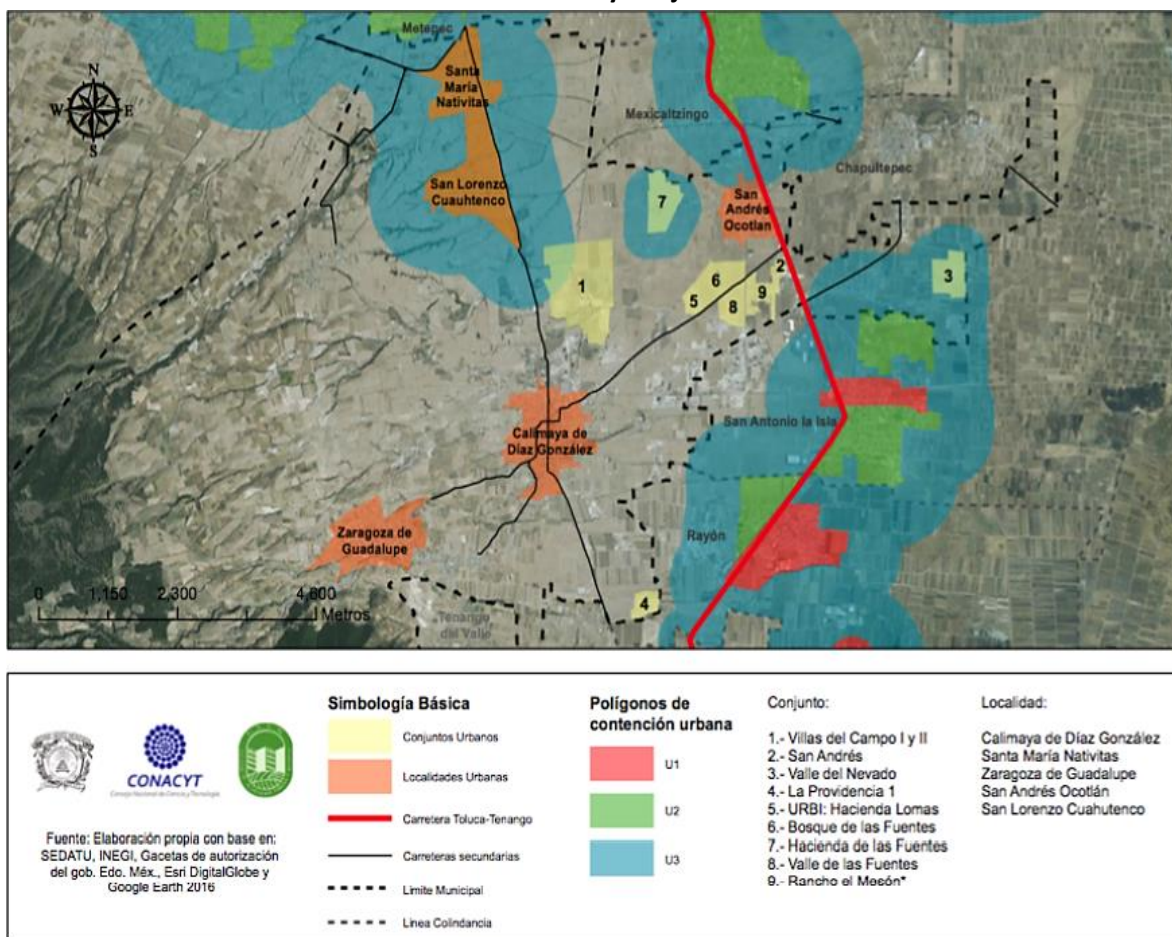 Metepec
N
W
E
S
Santa
María
Nativitas
San Lorenzo
Cuauhtenco
Mexicaltzingo
Chapultepec
7
San
Andrés
Ocotlan
1
2
6
5
8
9
3
San Antonio la Isla
Calimaya de
Díaz González
Zaragoza de
Guadalupe
Rayón
0 1,150 2,300 4,600
Metros
4
Tenango
del Valle
Simbología Básica
Conjuntos Urbanos
Localidades Urbanas
Carretera Toluca-Tenango
Carreteras secundarias
Límite Municipal
Linea Colindancia
Polígonos de
contención urbana
U1
U2
U3
Conjunto:
1.- Villas del Campo I y II
2.- San Andrés
3.- Valle del Nevado
4.- La Providencia 1
5.- URBI: Hacienda Lomas
6.- Bosque de las Fuentes
7.- Hacienda de las Fuentes
8.- Valle de las Fuentes
9.- Rancho el Mesón*
Localidad:
Calimaya de Díaz González
Santa María Nativitas
Zaragoza de Guadalupe
San Andrés Ocotlán
San Lorenzo Cuahutenco
CONACYT
Consejo Nacional de Ciencia y Tecnología
Fuente: Elaboración propia con base en:
SEDATU, INEGI, Gacetas de autorización
del gob. Edo. Méx., Esri DigitalGlobe y
Google Earth 2016